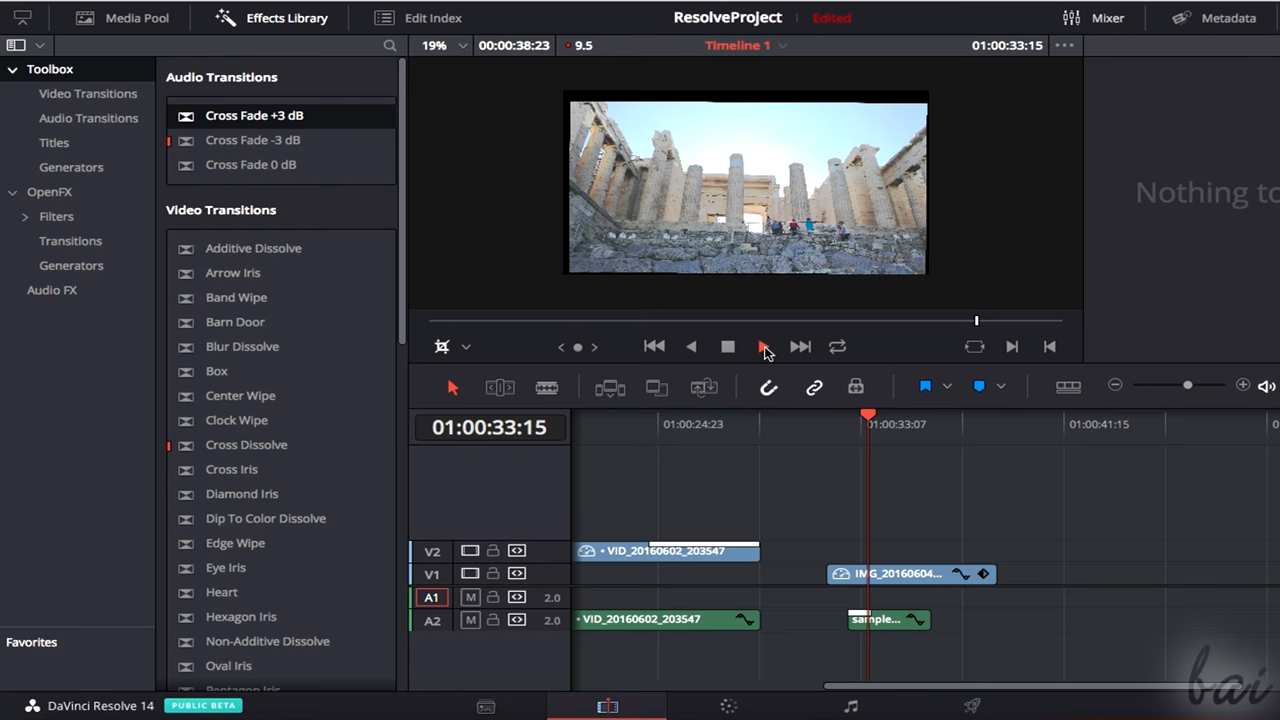 Media Pool
Effects Library
Edit Index
ResolveProject
Edited
Mixer
Metadata
19%
00:00:38:23
9.5
Timeline 1
01:00:33:15
Toolbox
Video Transitions
Audio Transitions
Titles
Generators
OpenFX
Filters
Transitions
Generators
Audio FX
Favorites
Audio Transitions
Cross Fade +3 dB
Cross Fade -3 dB
Cross Fade 0 dB
Video Transitions
Additive Dissolve
Arrow Iris
Band Wipe
Barn Door
Blur Dissolve
Box
Center Wipe
Clock Wipe
Cross Dissolve
Cross Iris
Diamond Iris
Dip To Color Dissolve
Edge Wipe
Eye Iris
Heart
Hexagon Iris
Non-Additive Dissolve
Oval Iris
Nothing to
01:00:33:15
01:00:24:23
01:00:33:07
01:00:41:15
V2
VID_20160602_203547
V1
IMG_20160604...
A1 M 2.0
A2 M 2.0
VID_20160602_203547
sample...
DaVinci Resolve 14
PUBLIC BETA
bai